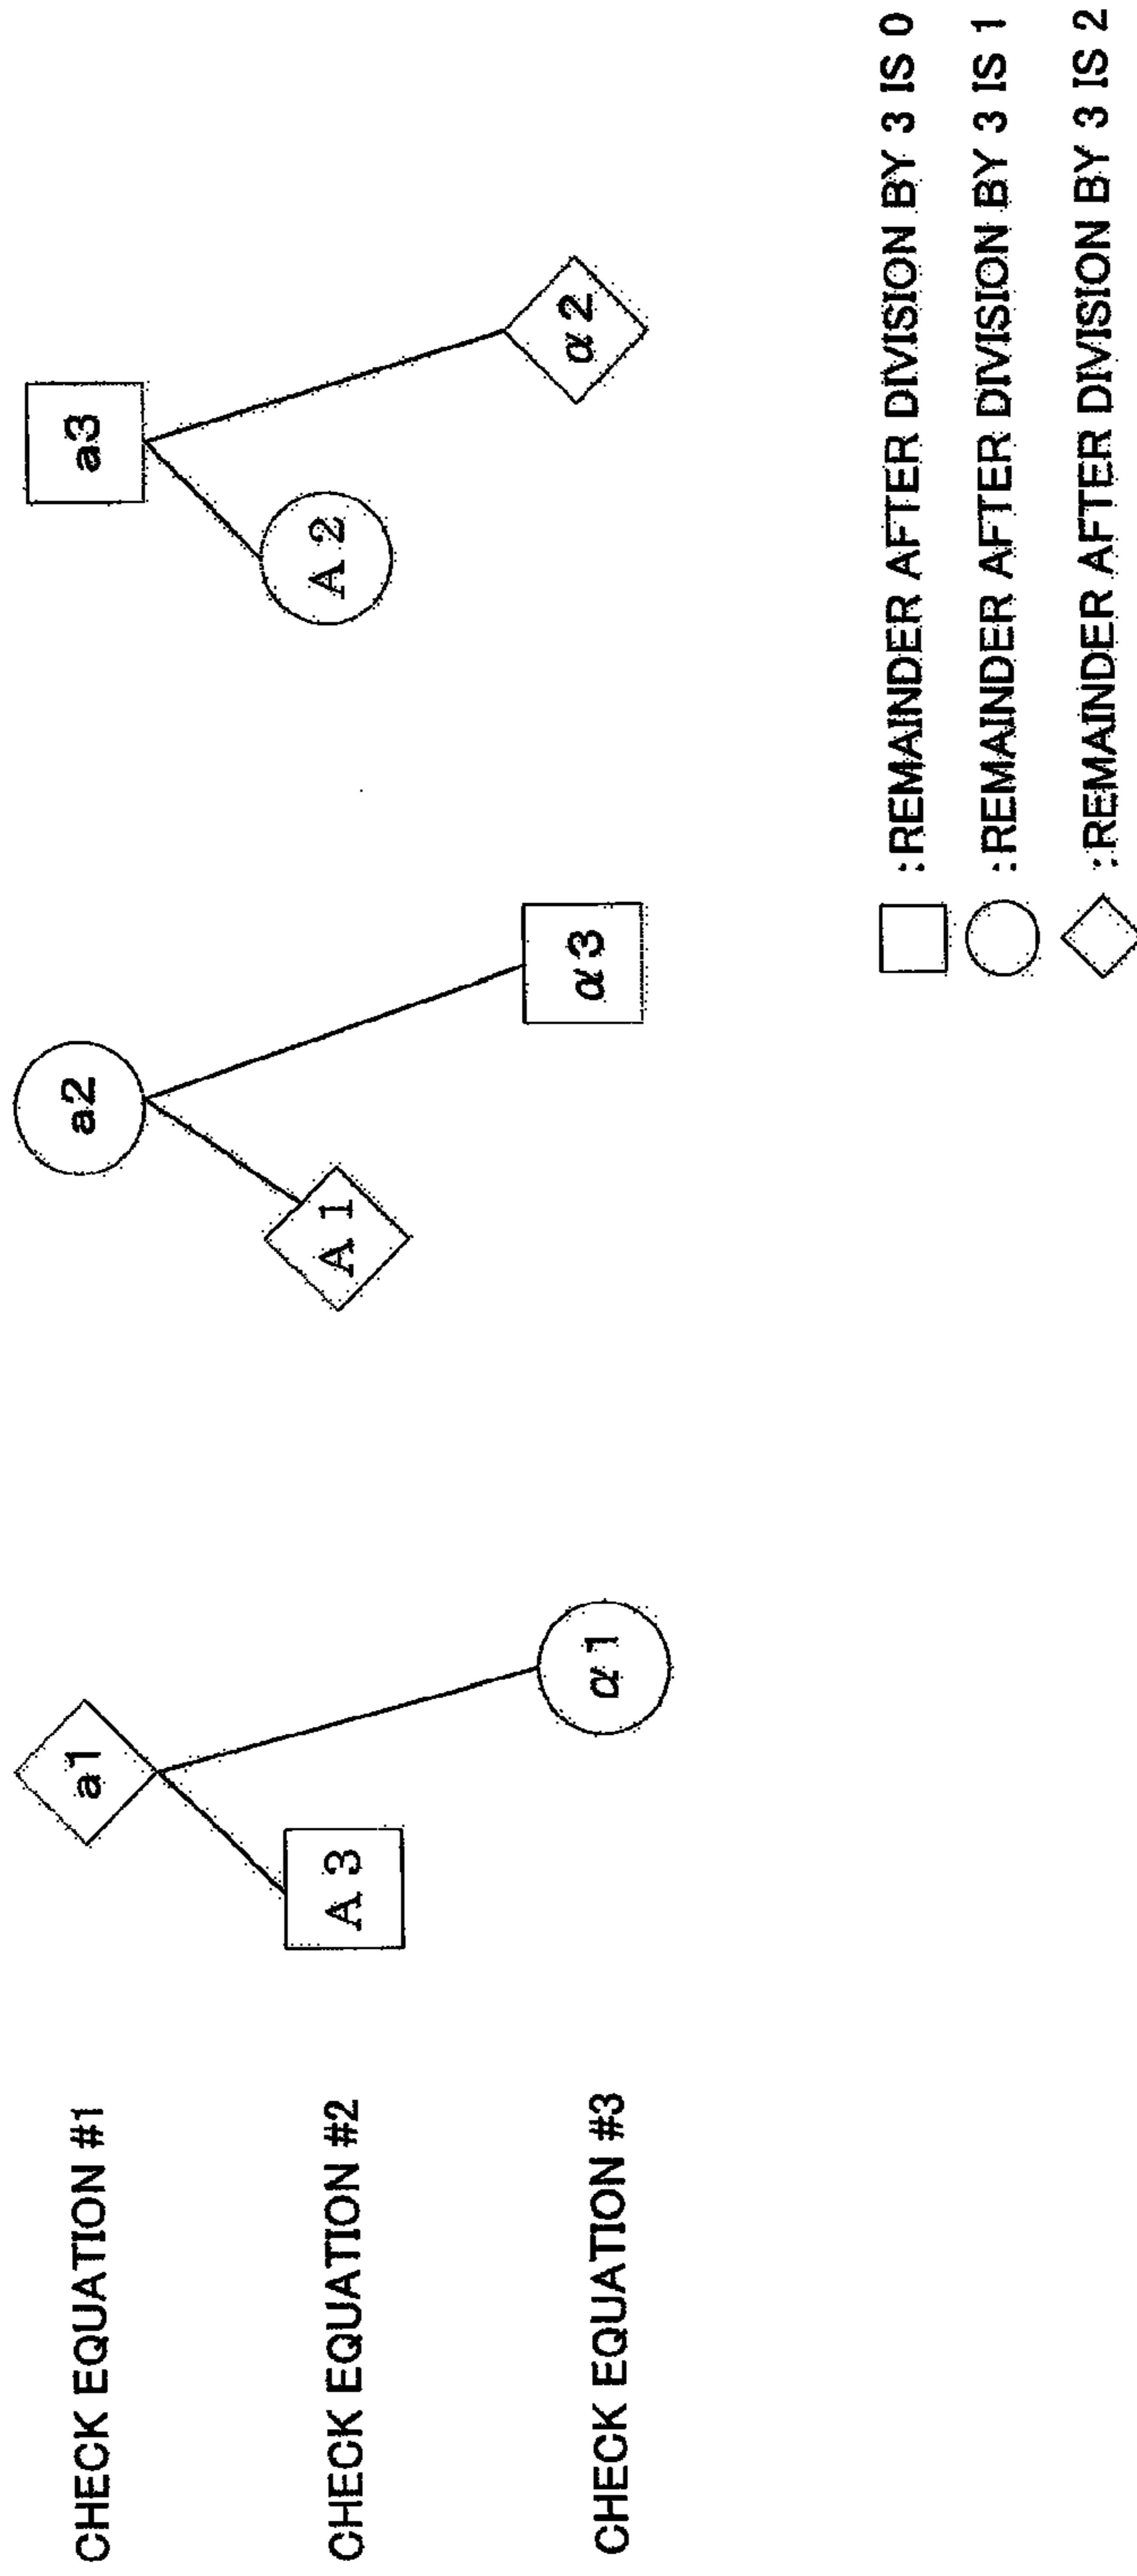 CHECK EQUATION #1
a1
a2
a3
CHECK EQUATION #2
A 3
A 1
A 2
CHECK EQUATION #3
α 1
α 3
α 2
:REMAINDER AFTER DIVISION BY 3 IS 0
:REMAINDER AFTER DIVISION BY 3 IS 1
:REMAINDER AFTER DIVISION BY 3 IS 2